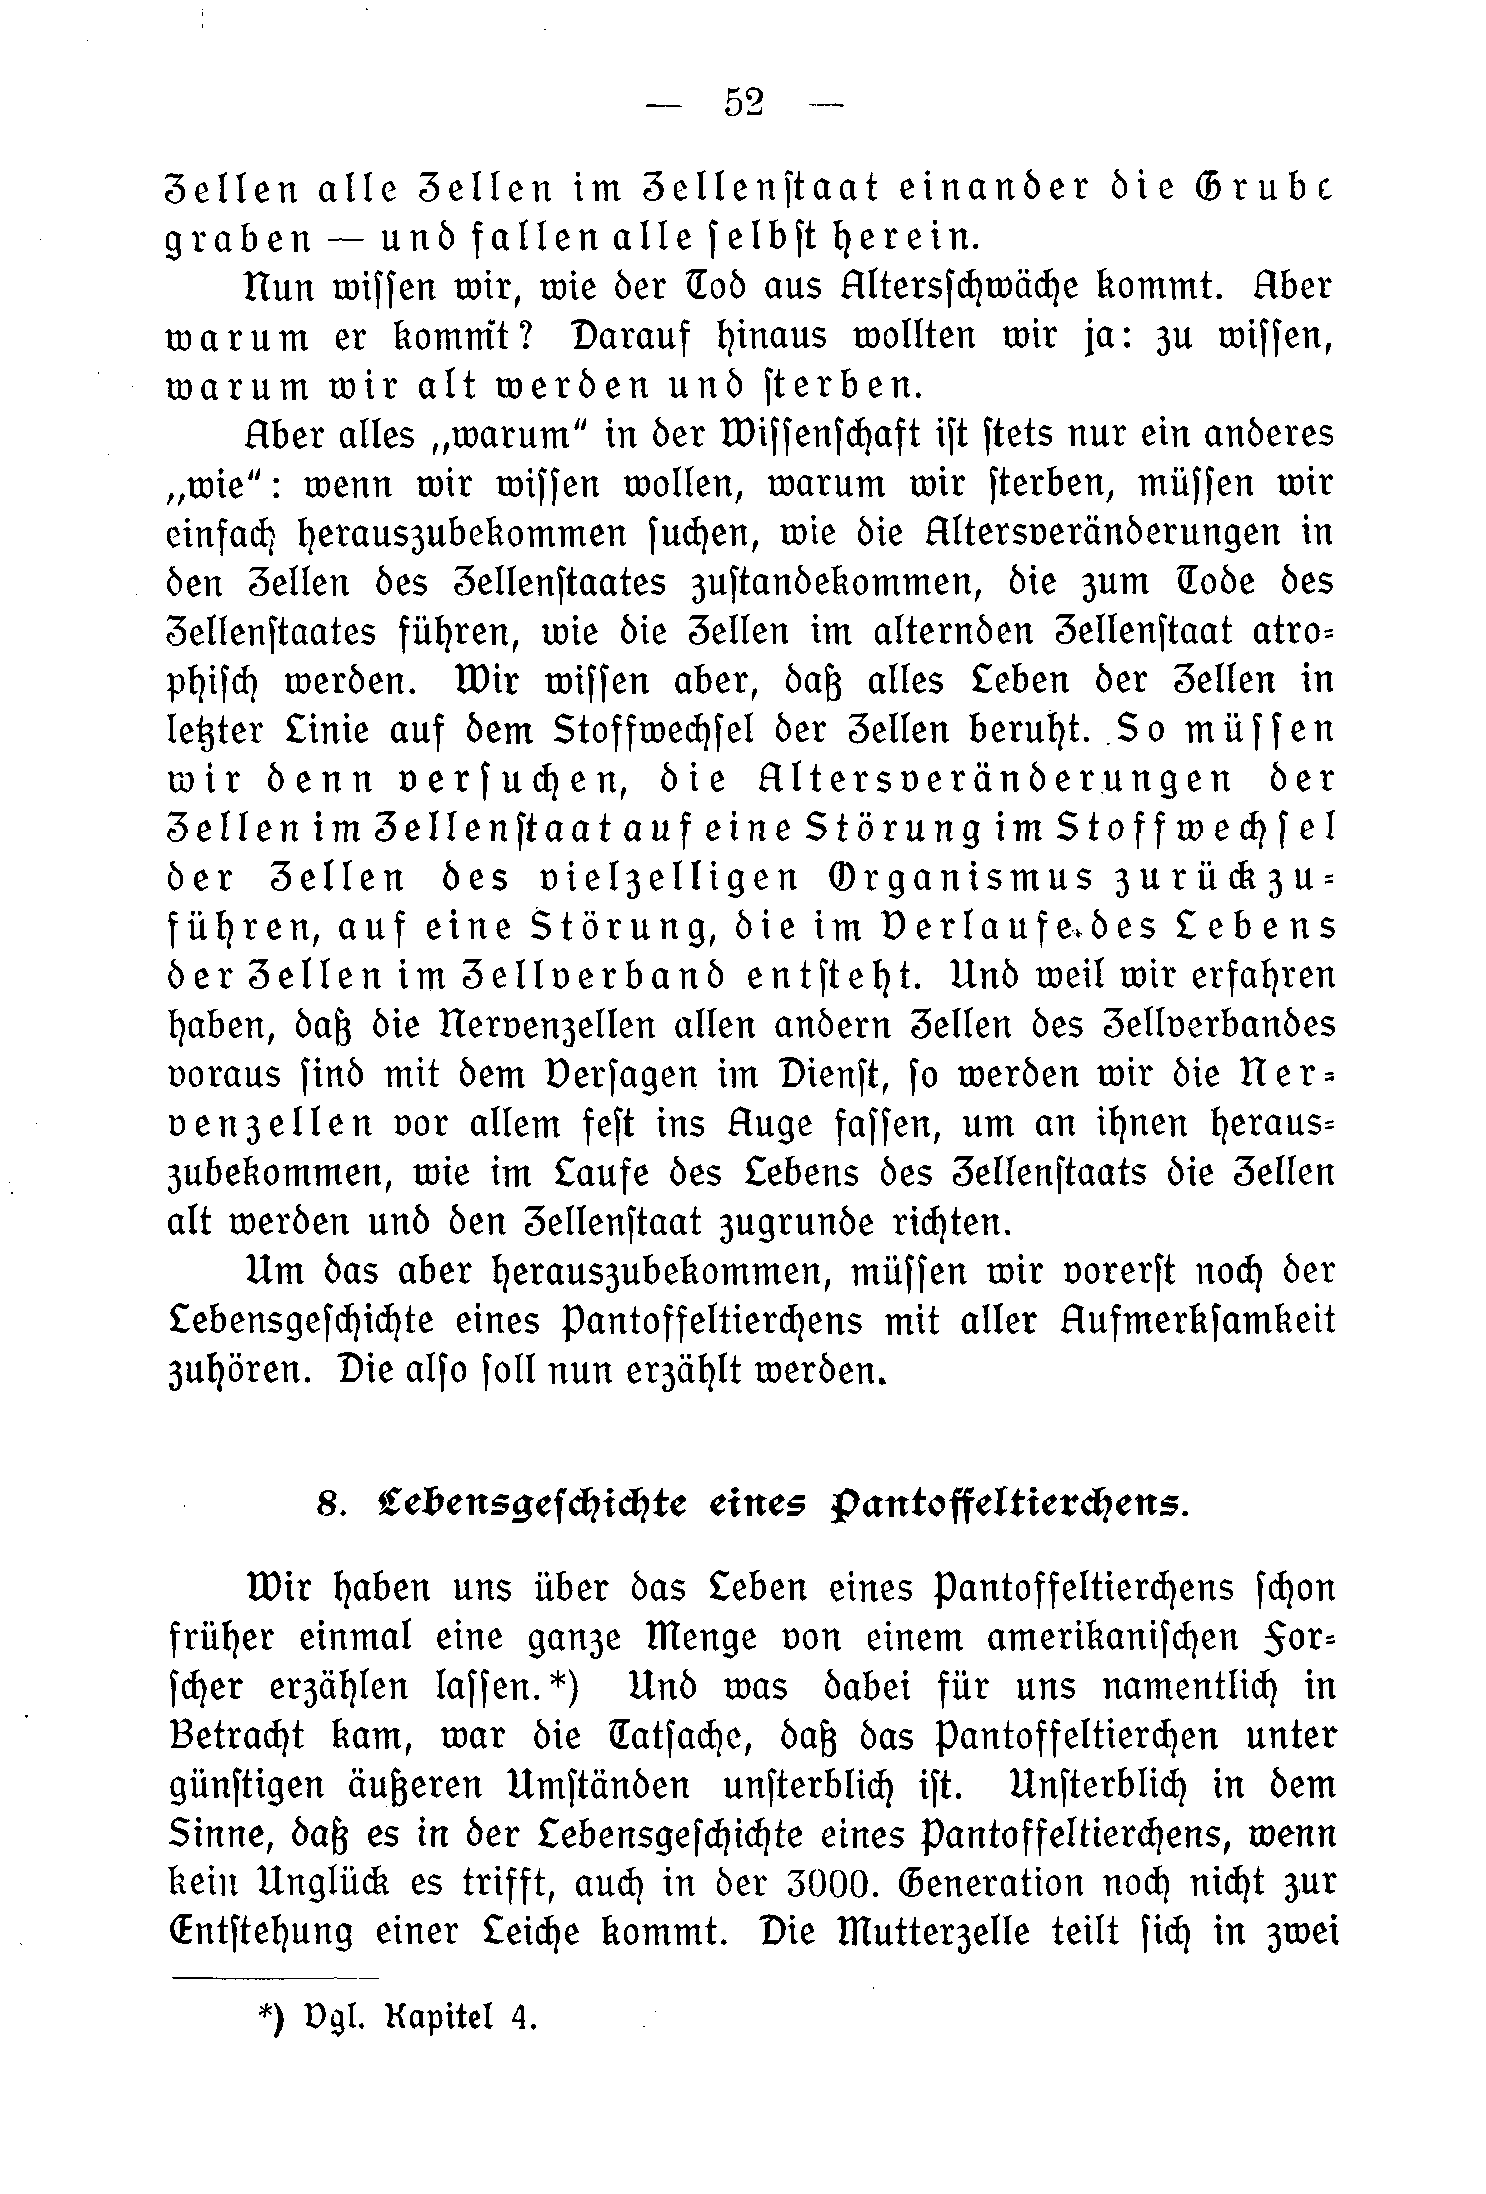 — 52 —
Zellen alle Zellen im Zellenſtaat einander die Grube
graben — und fallen alle ſelbſt herein.
Nun wiſſen wir, wie der Tod aus Altersſchwäche kommt. Aber
warum er kommt? Darauf hinaus wollten wir ja: zu wiſſen,
warum wir alt werden und ſterben.
Aber alles „warum“ in der Wiſſenſchaft iſt ſtets nur ein anderes
„wie“: wenn wir wiſſen wollen, warum wir ſterben, müſſen wir
einfach herauszubekommen ſuchen, wie die Altersveränderungen in
den Zellen des Zellenſtaates zuſtandekommen, die zum Tode des
Zellenſtaates führen, wie die Zellen im alternden Zellenſtaat atro-
phiſch werden. Wir wiſſen aber, daß alles Leben der Zellen in
letzter Linie auf dem Stoffwechſel der Zellen beruht. So müſſen
wir denn verſuchen, die Altersveränderungen der
Zellen im Zellenſtaat auf eine Störung im Stoffwechſel
der Zellen des vielzelligen Organismus zurückzu-
führen, auf eine Störung, die im Verlaufe des Lebens
der Zellen im Zellverband entſteht. Und weil wir erfahren
haben, daß die Nervenzellen allen andern Zellen des Zellverbandes
voraus ſind mit dem Verſagen im Dienſt, ſo werden wir die Ner-
venzellen vor allem feſt ins Auge faſſen, um an ihnen heraus-
zubekommen, wie im Laufe des Lebens des Zellenſtaats die Zellen
alt werden und den Zellenſtaat zugrunde richten.
Um das aber herauszubekommen, müſſen wir vorerſt noch der
Lebensgeſchichte eines Pantoffeltierchens mit aller Aufmerkſamkeit
zuhören. Die alſo ſoll nun erzählt werden.
8. Lebensgeſchichte eines Pantoffeltierchens.
Wir haben uns über das Leben eines Pantoffeltierchens ſchon
früher einmal eine ganze Menge von einem amerikaniſchen For-
ſcher erzählen laſſen.*) Und was dabei für uns namentlich in
Betracht kam, war die Tatſache, daß das Pantoffeltierchen unter
günſtigen äußeren Umſtänden unſterblich iſt. Unſterblich in dem
Sinne, daß es in der Lebensgeſchichte eines Pantoffeltierchens, wenn
kein Unglück es trifft, auch in der 3000. Generation noch nicht zur
Entſtehung einer Leiche kommt. Die Mutterzelle teilt ſich in zwei
*) Vgl. Kapitel 4.